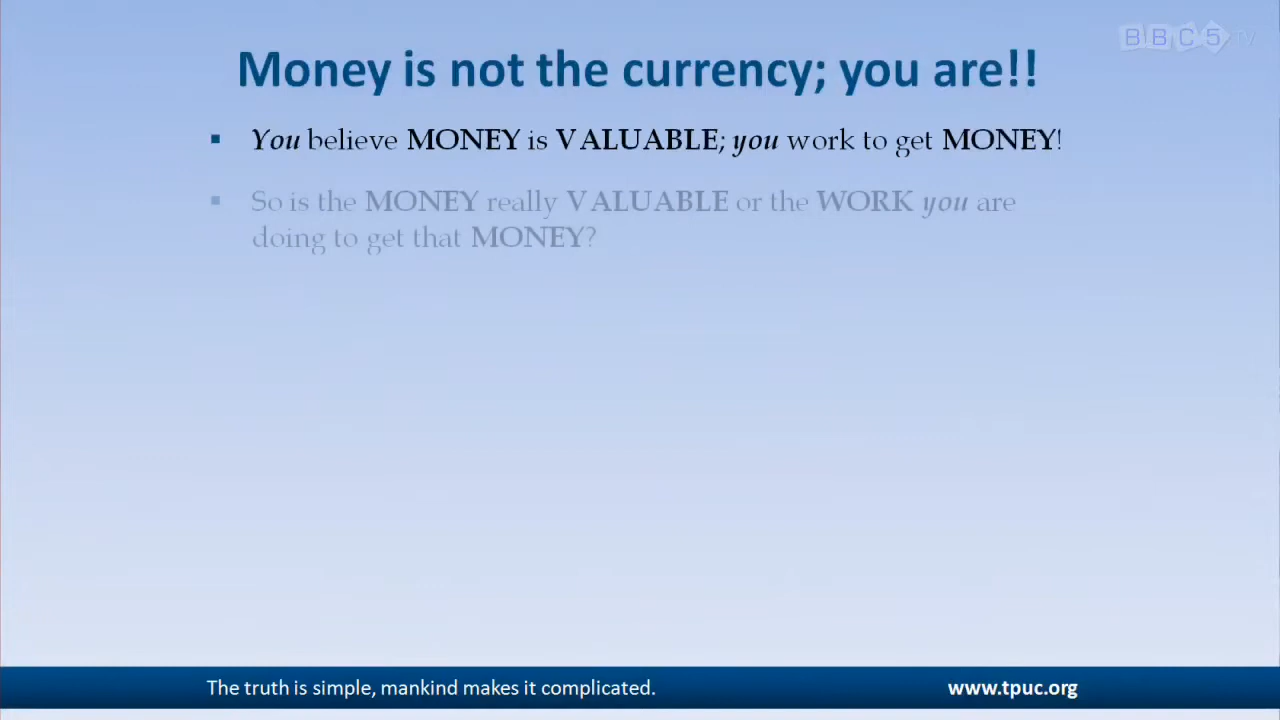 BBC5TV
Money is not the currency; you are!!
▪ You believe MONEY is VALUABLE; you work to get MONEY!
▪ So is the MONEY really VALUABLE or the WORK you are
doing to get that MONEY?
The truth is simple, mankind makes it complicated.
www.tpuc.org